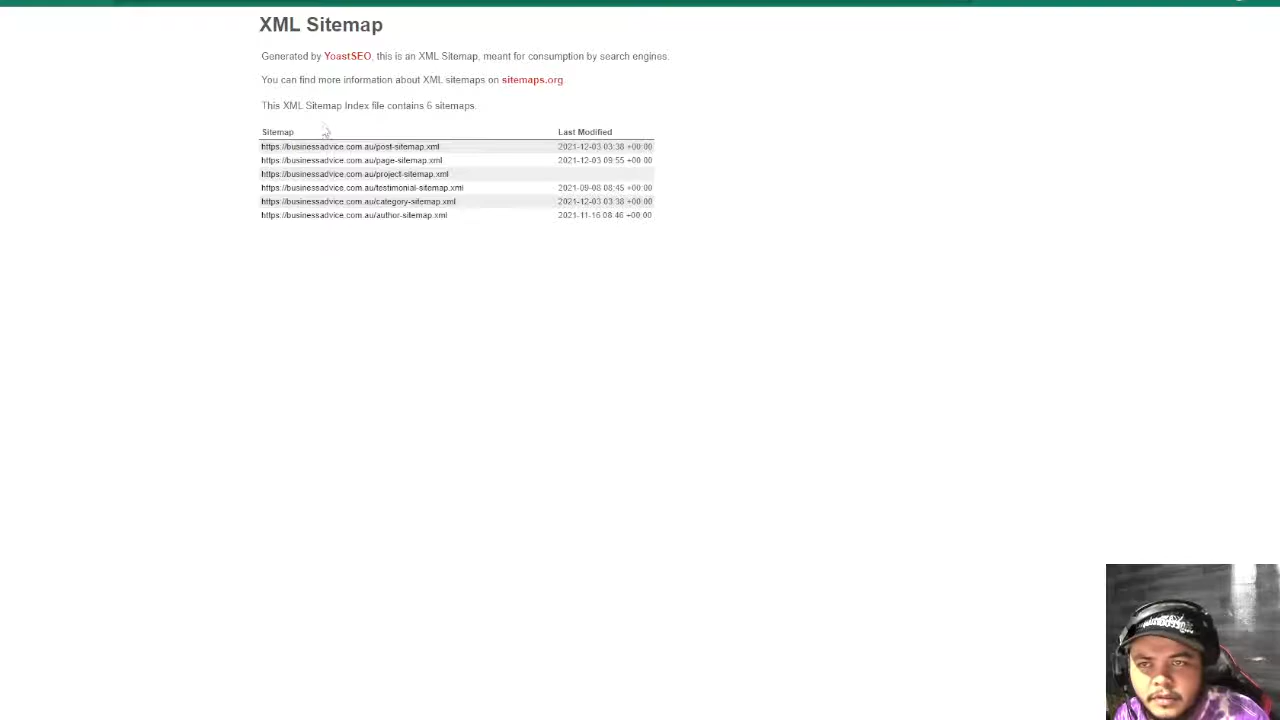 XML Sitemap
Generated by YoastSEO, this is an XML Sitemap, meant for consumption by search engines.
You can find more information about XML sitemaps on sitemaps.org
This XML Sitemap Index file contains 6 sitemaps.
Sitemap Last Modified
https://businessadvice.com.au/post-sitemap.xml 2021-12-03 03:38 +00:00
https://businessadvice.com.au/page-sitemap.xml 2021-12-03 09:55 +00:00
https://businessadvice.com.au/project-sitemap.xml
https://businessadvice.com.au/testimonial-sitemap.xml 2021-09-08 08:45 +00:00
https://businessadvice.com.au/category-sitemap.xml 2021-12-03 03:38 +00:00
https://businessadvice.com.au/author-sitemap.xml 2021-11-16 08:46 +00:00